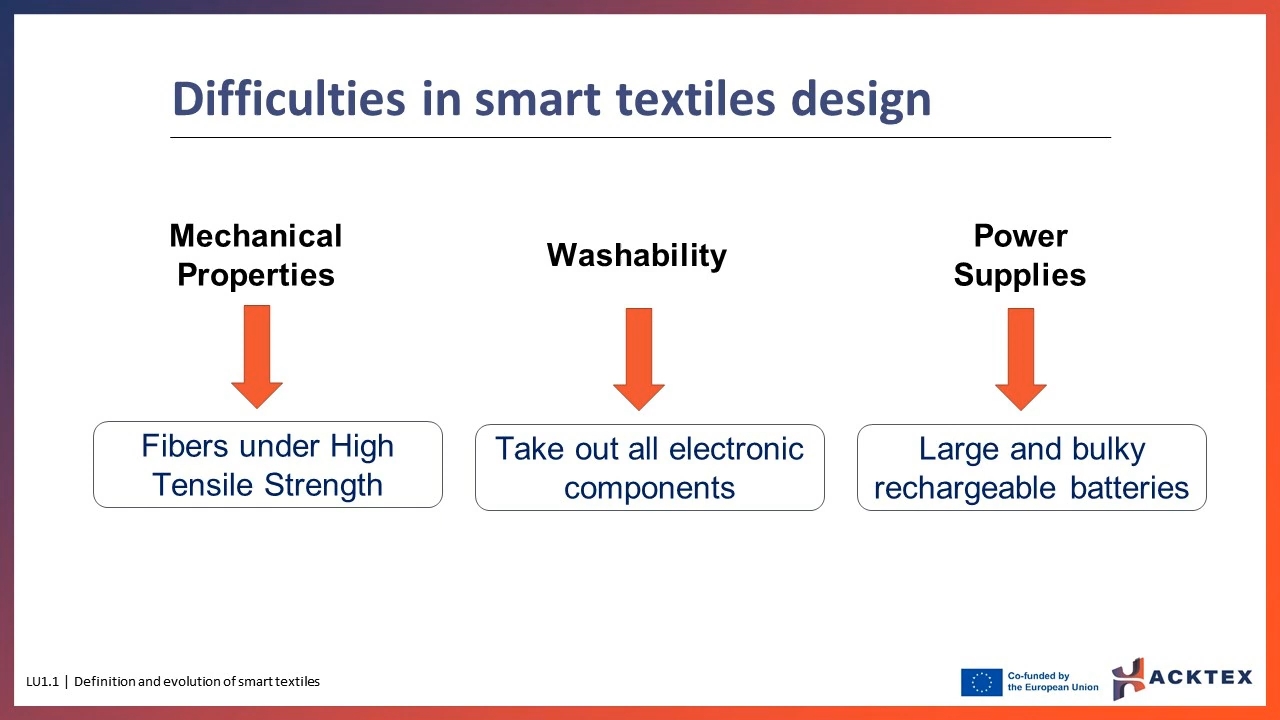 Difficulties in smart textiles design
Mechanical
Properties
Washability
Power
Supplies
Fibers under High
Tensile Strength
Take out all electronic
components
Large and bulky
rechargeable batteries
LU1.1 | Definition and evolution of smart textiles
Co-funded by
the European Union
HACKTEX